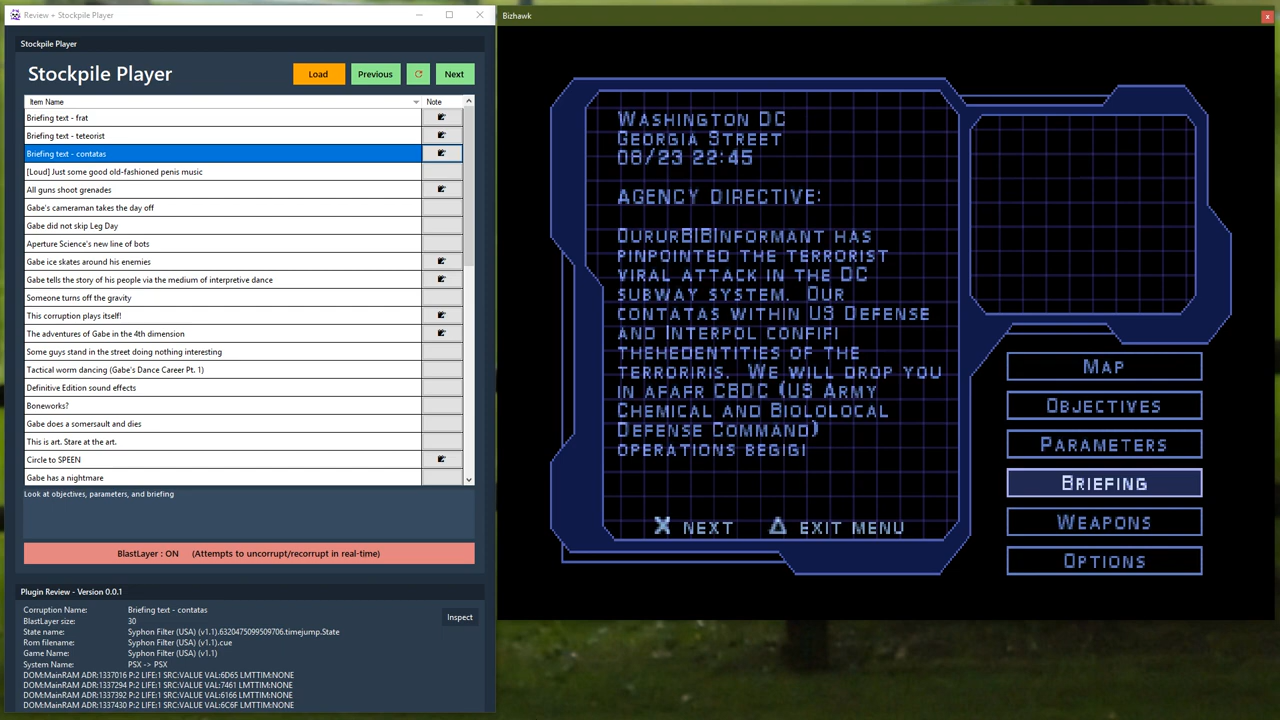 Review + Stockpile Player
Stockpile Player
Stockpile Player
Load
Previous
Next
Item Name
Note
Briefing text - frat
Briefing text - teteorist
Briefing text - contatas
[Loud] Just some good old-fashioned penis music
All guns shoot grenades
Gabe's cameraman takes the day off
Gabe did not skip Leg Day
Aperture Science's new line of bots
Gabe ice skates around his enemies
Gabe tells the story of his people via the medium of interpretive dance
Someone turns off the gravity
This corruption plays itself!
The adventures of Gabe in the 4th dimension
Some guys stand in the street doing nothing interesting
Tactical worm dancing (Gabe's Dance Career Pt. 1)
Definitive Edition sound effects
Boneworks?
Gabe does a somersault and dies
This is art. Stare at the art.
Circle to SPEEN
Gabe has a nightmare
Look at objectives, parameters, and briefing
BlastLayer : ON (Attempts to uncorrupt/recorrupt in real-time)
Plugin Review - Version 0.0.1
Corruption Name: Briefing text - contatas
BlastLayer size: 30
State name: Syphon Filter (USA) (v1.1).6320475099509706.timejump.State
Rom filename: Syphon Filter (USA) (v1.1).cue
Game Name: Syphon Filter (USA) (v1.1)
System Name: PSX -> PSX
Inspect
DOM:MainRAM ADR:1337016 P:2 LIFE:1 SRC:VALUE VAL:6D65 LMTTIM:NONE
DOM:MainRAM ADR:1337294 P:2 LIFE:1 SRC:VALUE VAL:7461 LMTTIM:NONE
DOM:MainRAM ADR:1337392 P:2 LIFE:1 SRC:VALUE VAL:6166 LMTTIM:NONE
DOM:MainRAM ADR:1337430 P:2 LIFE:1 SRC:VALUE VAL:6C6F LMTTIM:NONE
Bizhawk
x
Washington DC
Georgia Street
08/23 22:45
AGENCY DIRECTIVE:
OururBIBInformant has
pinpointed the terrorist
viral attack in the DC
subway system. Our
contatas within US Defense
and Interpol confifi
thehedentities of the
terroriris. We will drop you
in afafr CBDC (US Army
Chemical and Biololocal
Defense Command)
operations begigi
X Next
△ Exit Menu
Map
Objectives
Parameters
Briefing
Weapons
Options